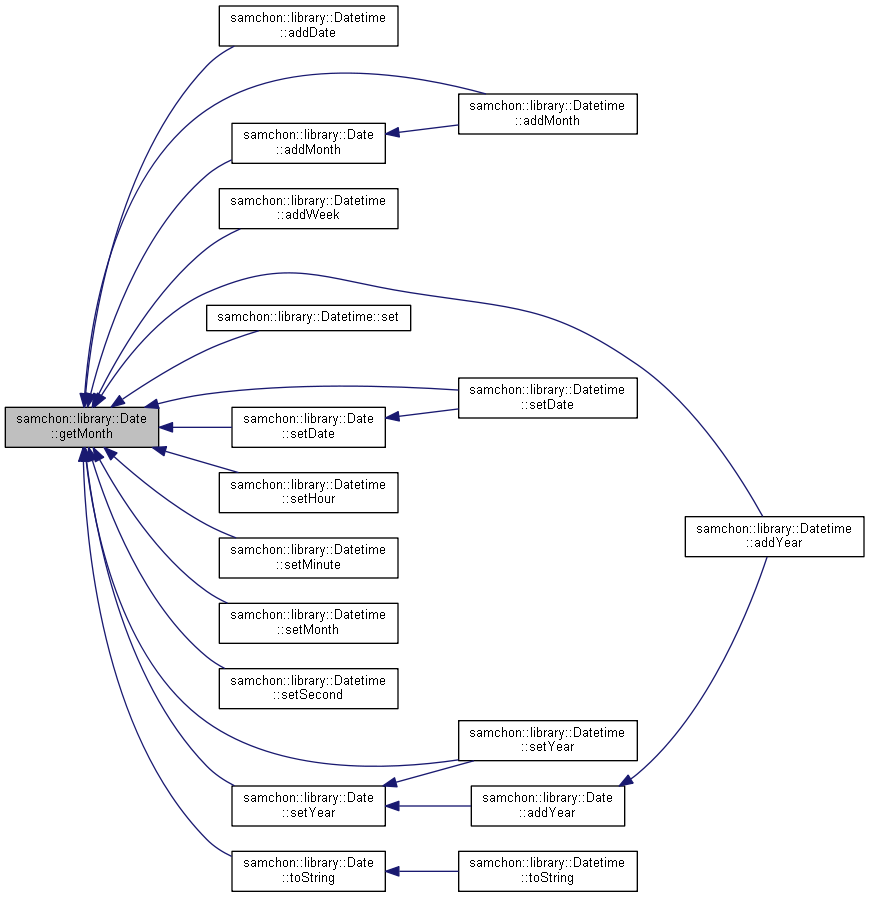 samchon::library::Datetime
::addDate
samchon::library::Datetime
::addMonth
samchon::library::Date
::addMonth
samchon::library::Datetime
::addWeek
samchon::library::Datetime::set
samchon::library::Datetime
::setDate
samchon::library::Date
::getMonth
samchon::library::Date
::setDate
samchon::library::Datetime
::setHour
samchon::library::Datetime
::addYear
samchon::library::Datetime
::setMinute
samchon::library::Datetime
::setMonth
samchon::library::Datetime
::setSecond
samchon::library::Datetime
::setYear
samchon::library::Date
::setYear
samchon::library::Date
::addYear
samchon::library::Date
::toString
samchon::library::Datetime
::toString